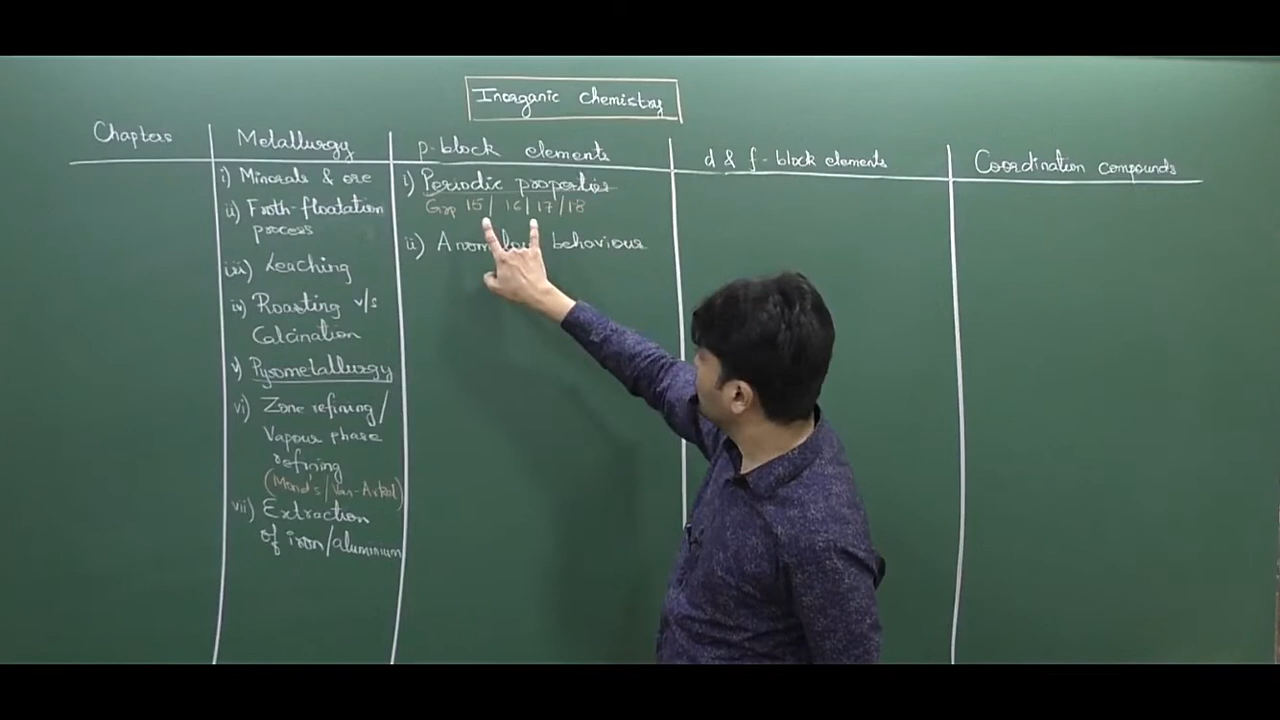 Inorganic chemistry
Chapters
Metallurgy
i) Minerals & ore
ii) Froth-floatation
process
iii) Leaching
iv) Roasting v/s
Calcination
v) Pyrometallurgy
vi) Zone refining/
Vapour phase
refining
(Mond's/Van-Arkel)
vii) Extraction
of iron/aluminium
p-block elements
i) Periodic properties
Grp 15/ 16/17/18
ii) Anomalous behaviour
d & f-block elements
Coordination compounds